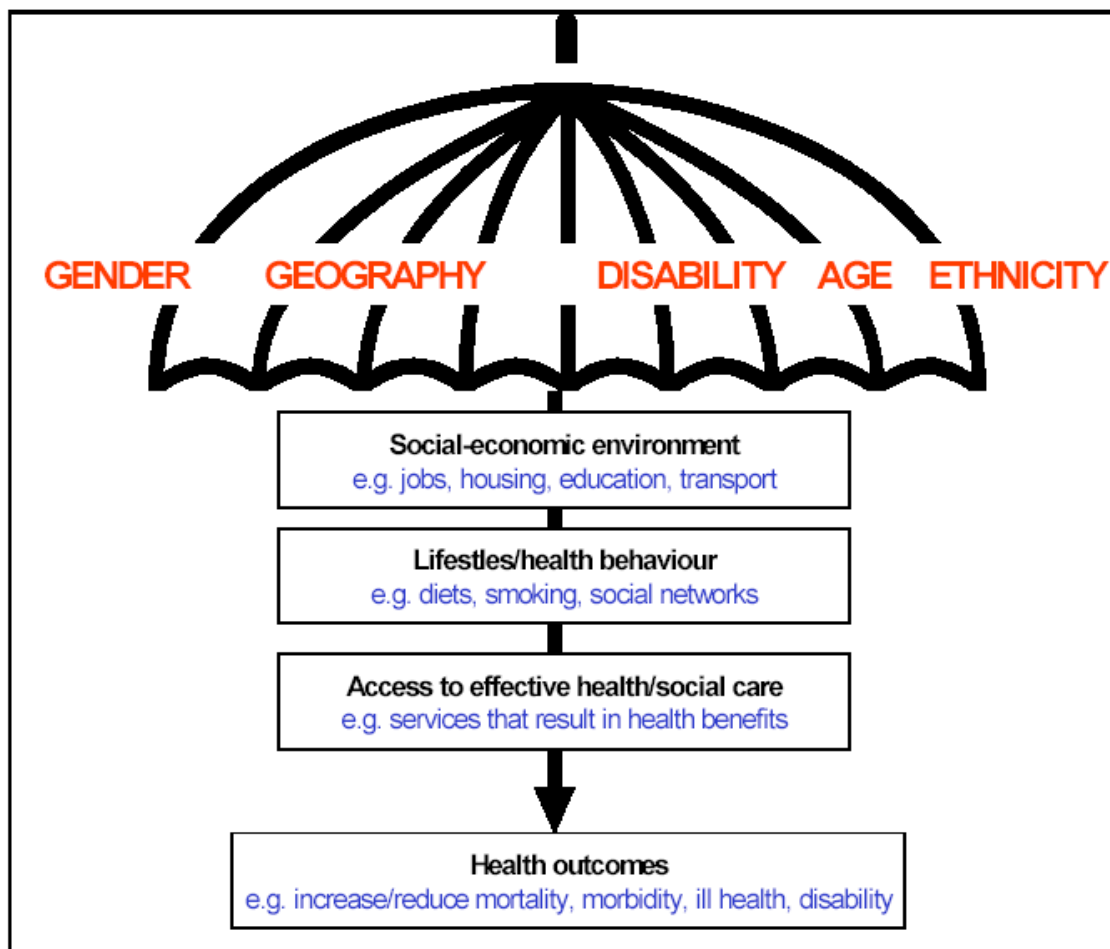 GENDER GEOGRAPHY DISABILITY AGE ETHNICITY
Social-economic environment
e.g. jobs, housing, education, transport
Lifestles/health behaviour
e.g. diets, smoking, social networks
Access to effective health/social care
e.g. services that result in health benefits
Health outcomes
e.g. increase/reduce mortality, morbidity, ill health, disability